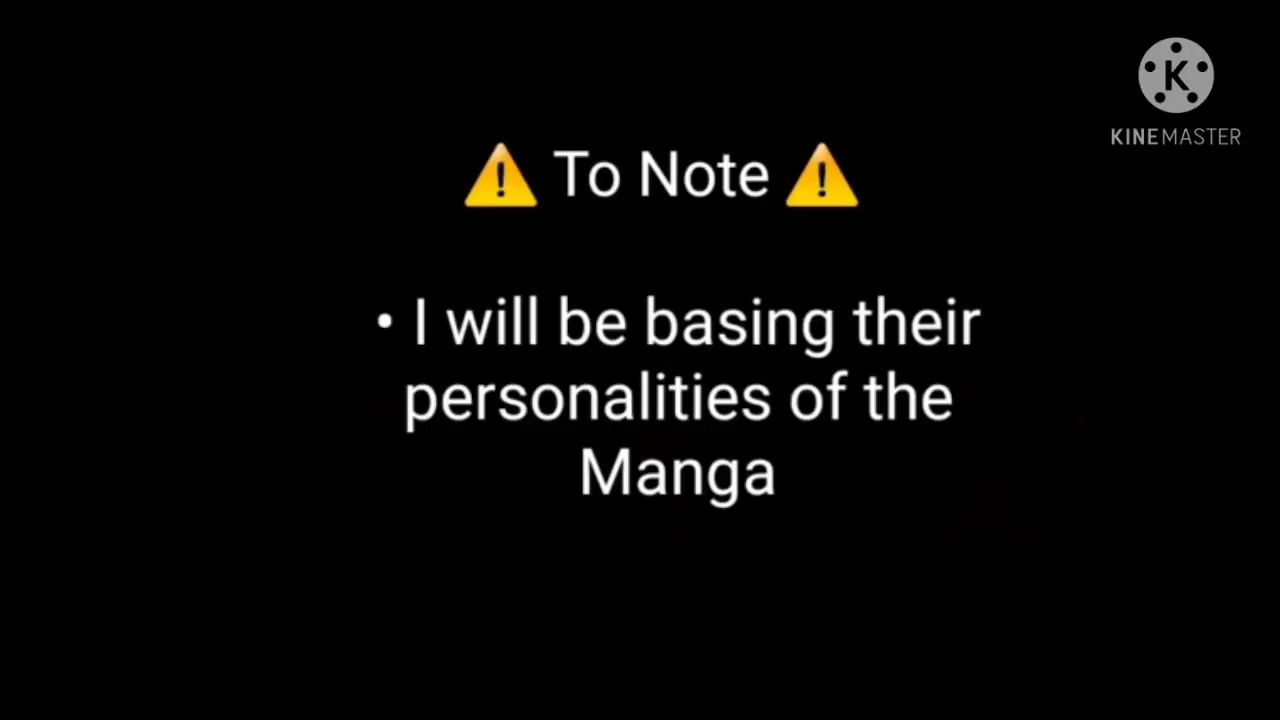 K
KINEMASTER
⚠️ To Note ⚠️
• I will be basing their
personalities of the
Manga